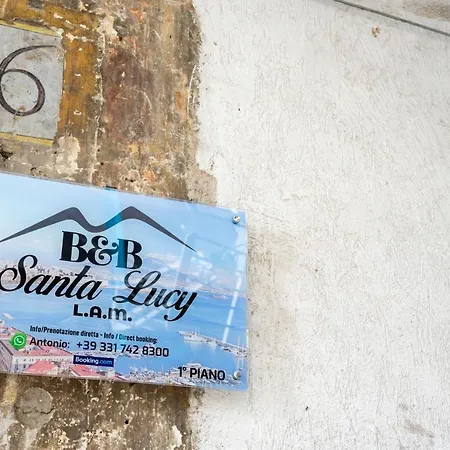 6
B&B
Santa Lucy
L.A.M.
Info/Prenotazione diretta - Info / Direct booking:
Antonio: +39 331 742 8300
Booking.com
1° PIANO